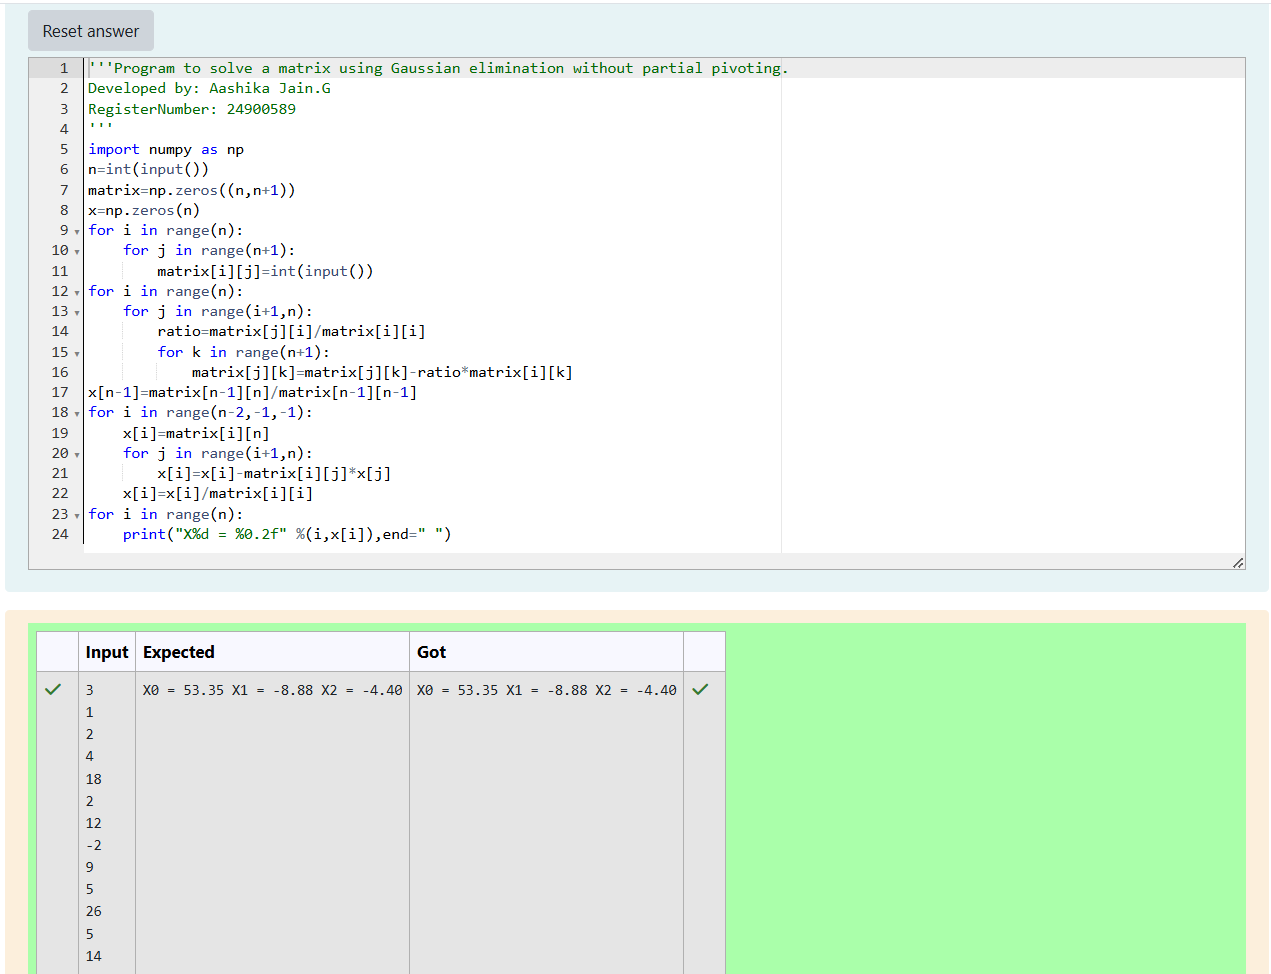 Reset answer
1 '''Program to solve a matrix using Gaussian elimination without partial pivoting.
2 Developed by: Aashika Jain.G
3 RegisterNumber: 24900589
4 '''
5 import numpy as np
6 n=int(input())
7 matrix=np.zeros((n,n+1))
8 x=np.zeros(n)
9 for i in range(n):
10     for j in range(n+1):
11         matrix[i][j]=int(input())
12 for i in range(n):
13     for j in range(i+1,n):
14         ratio=matrix[j][i]/matrix[i][i]
15         for k in range(n+1):
16             matrix[j][k]=matrix[j][k]-ratio*matrix[i][k]
17 x[n-1]=matrix[n-1][n]/matrix[n-1][n-1]
18 for i in range(n-2,-1,-1):
19     x[i]=matrix[i][n]
20     for j in range(i+1,n):
21         x[i]=x[i]-matrix[i][j]*x[j]
22     x[i]=x[i]/matrix[i][i]
23 for i in range(n):
24     print("X%d = %0.2f" %(i,x[i]),end=" ")
Input Expected Got
3 X0 = 53.35 X1 = -8.88 X2 = -4.40 X0 = 53.35 X1 = -8.88 X2 = -4.40
1
2
4
18
2
12
-2
9
5
26
5
14